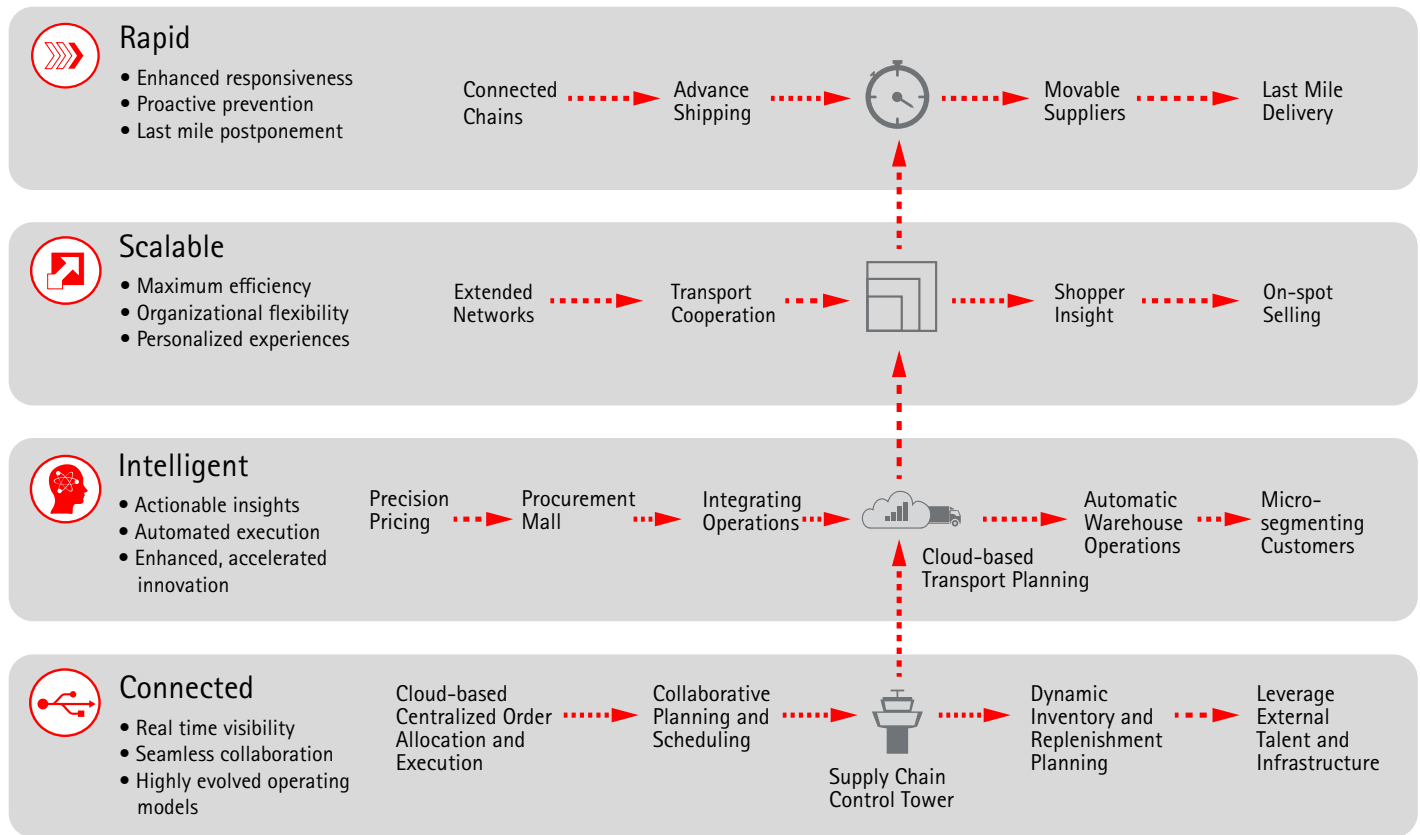 Rapid
• Enhanced responsiveness
• Proactive prevention
• Last mile postponement
Connected
Chains
Advance
Shipping
Movable
Suppliers
Last Mile
Delivery
Scalable
• Maximum efficiency
• Organizational flexibility
• Personalized experiences
Extended
Networks
Transport
Cooperation
Shopper
Insight
On-spot
Selling
Intelligent
• Actionable insights
• Automated execution
• Enhanced, accelerated
innovation
Precision
Pricing
Procurement
Mall
Integrating
Operations
Cloud-based
Transport Planning
Automatic
Warehouse
Operations
Micro-
segmenting
Customers
Connected
• Real time visibility
• Seamless collaboration
• Highly evolved operating
models
Cloud-based
Centralized Order
Allocation and
Execution
Collaborative
Planning and
Scheduling
Supply Chain
Control Tower
Dynamic
Inventory and
Replenishment
Planning
Leverage
External
Talent and
Infrastructure